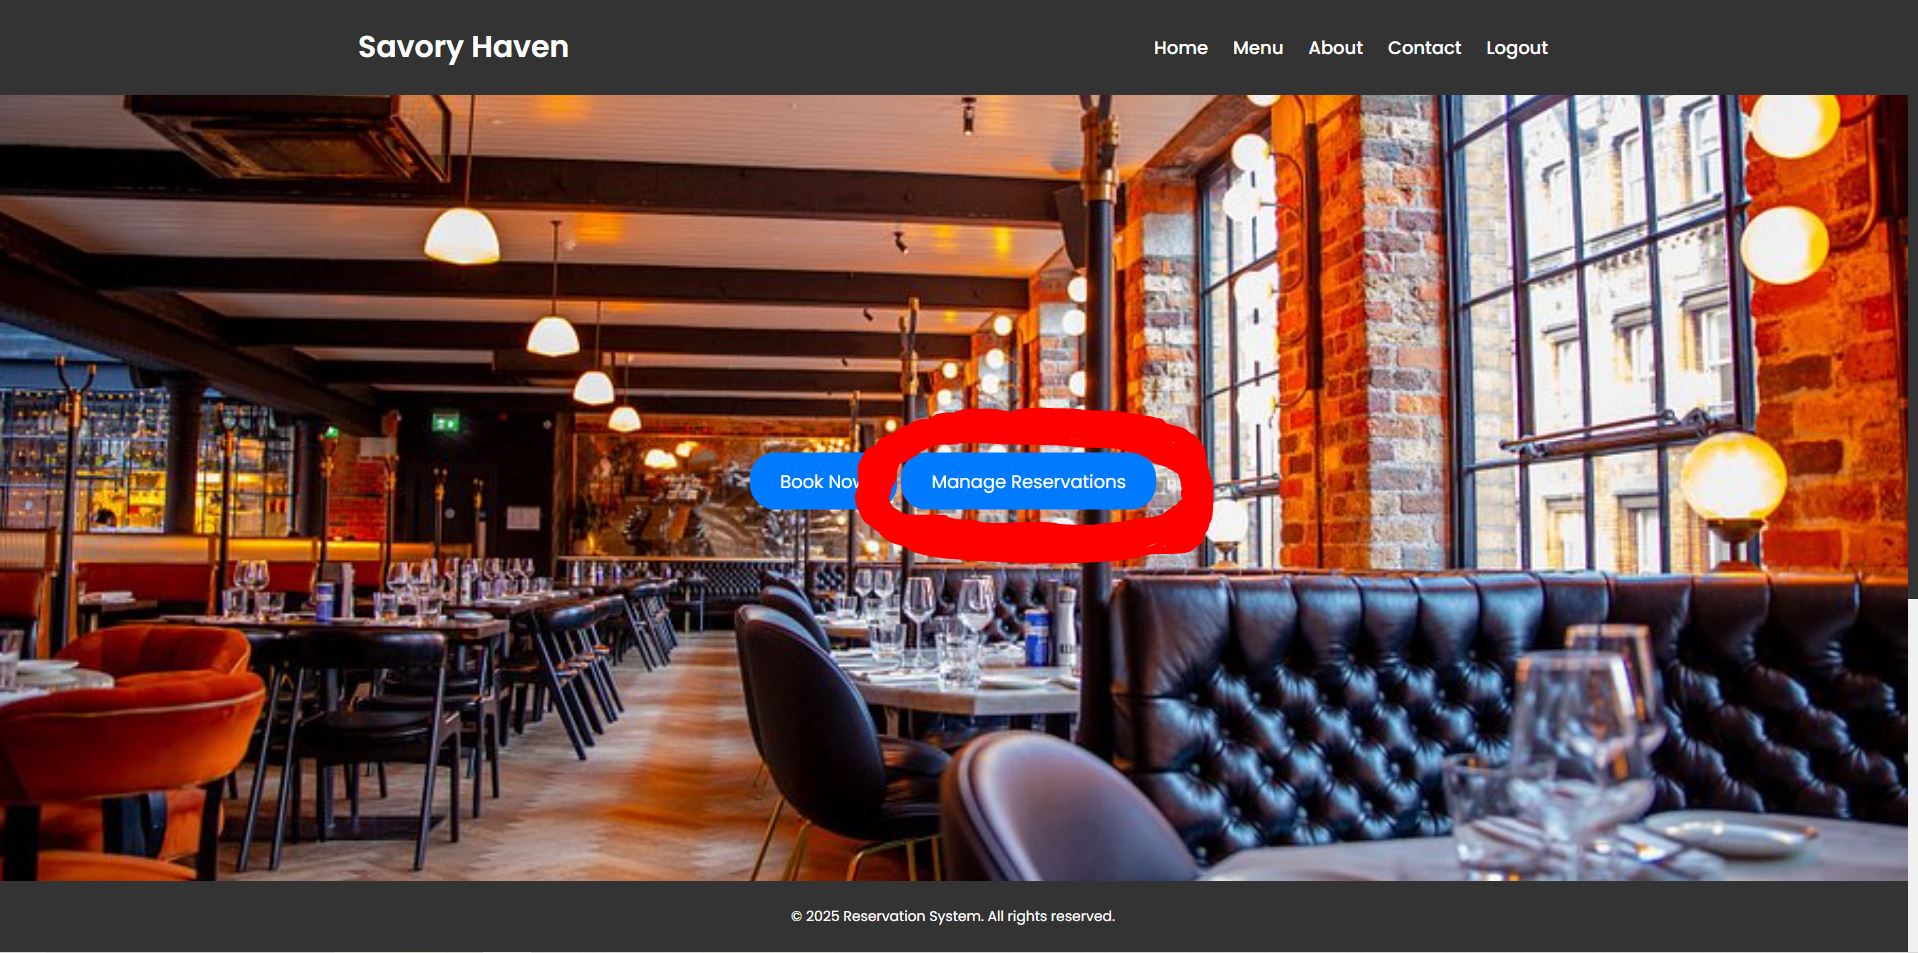 Savory Haven
Home Menu About Contact Logout
Book Now
Manage Reservations
© 2025 Reservation System. All rights reserved.